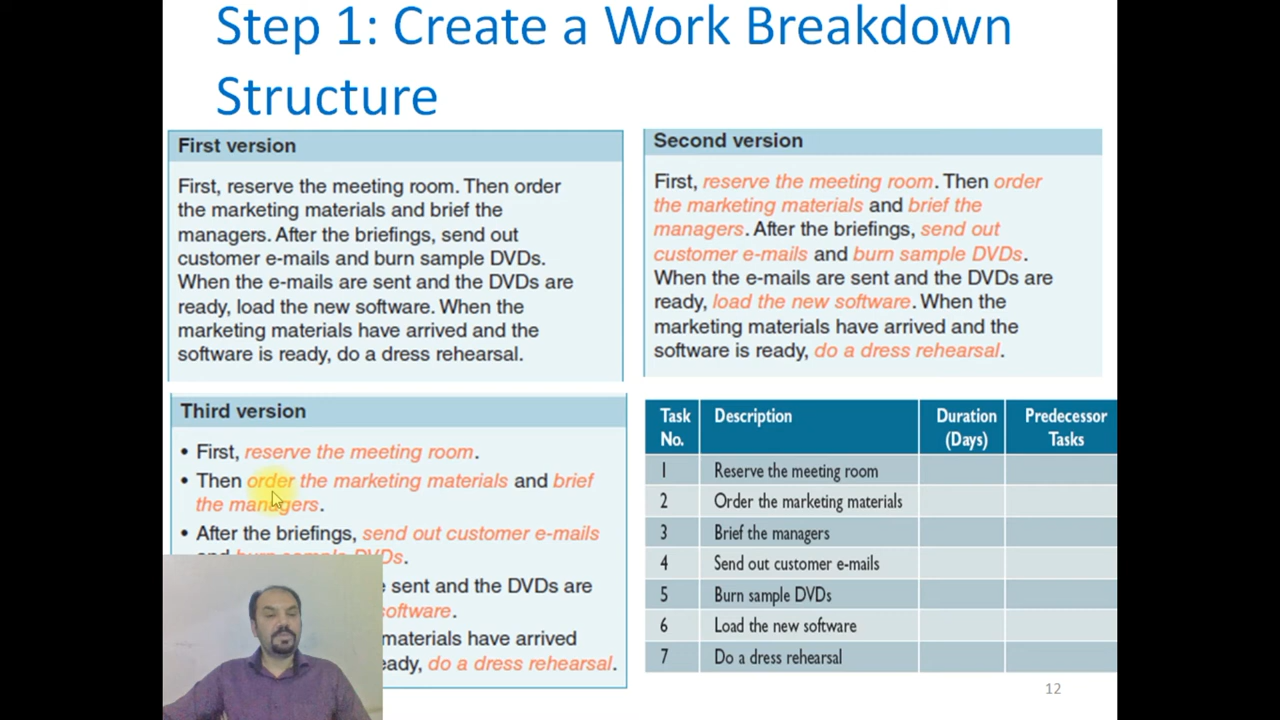 Step 1: Create a Work Breakdown
Structure
First version
First, reserve the meeting room. Then order
the marketing materials and brief the
managers. After the briefings, send out
customer e-mails and burn sample DVDs.
When the e-mails are sent and the DVDs are
ready, load the new software. When the
marketing materials have arrived and the
software is ready, do a dress rehearsal.
Second version
First, reserve the meeting room. Then order
the marketing materials and brief the
managers. After the briefings, send out
customer e-mails and burn sample DVDs.
When the e-mails are sent and the DVDs are
ready, load the new software. When the
marketing materials have arrived and the
software is ready, do a dress rehearsal.
Third version
• First, reserve the meeting room.
• Then order the marketing materials and brief
the managers.
• After the briefings, send out customer e-mails
and burn sample DVDs.
sent and the DVDs are
software.
materials have arrived
do a dress rehearsal.
Task No. Description Duration (Days) Predecessor Tasks
1 Reserve the meeting room
2 Order the marketing materials
3 Brief the managers
4 Send out customer e-mails
5 Burn sample DVDs
6 Load the new software
7 Do a dress rehearsal
12